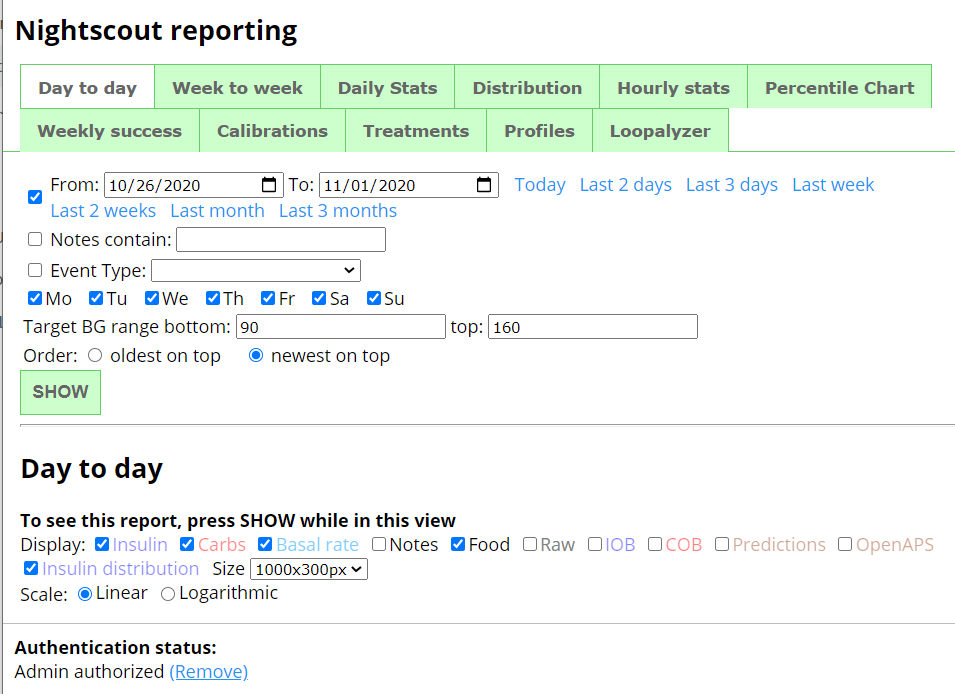 Nightscout reporting
Day to day Week to week Daily Stats Distribution Hourly stats Percentile Chart
Weekly success Calibrations Treatments Profiles Loopalyzer
From: 10/26/2020 To: 11/01/2020 Today Last 2 days Last 3 days Last week
Last 2 weeks Last month Last 3 months
Notes contain:
Event Type:
Mo Tu We Th Fr Sa Su
Target BG range bottom: 90 top: 160
Order: oldest on top newest on top
SHOW
Day to day
To see this report, press SHOW while in this view
Display: Insulin Carbs Basal rate Notes Food Raw IOB COB Predictions OpenAPS
Insulin distribution Size 1000x300px
Scale: Linear Logarithmic
Authentication status:
Admin authorized (Remove)